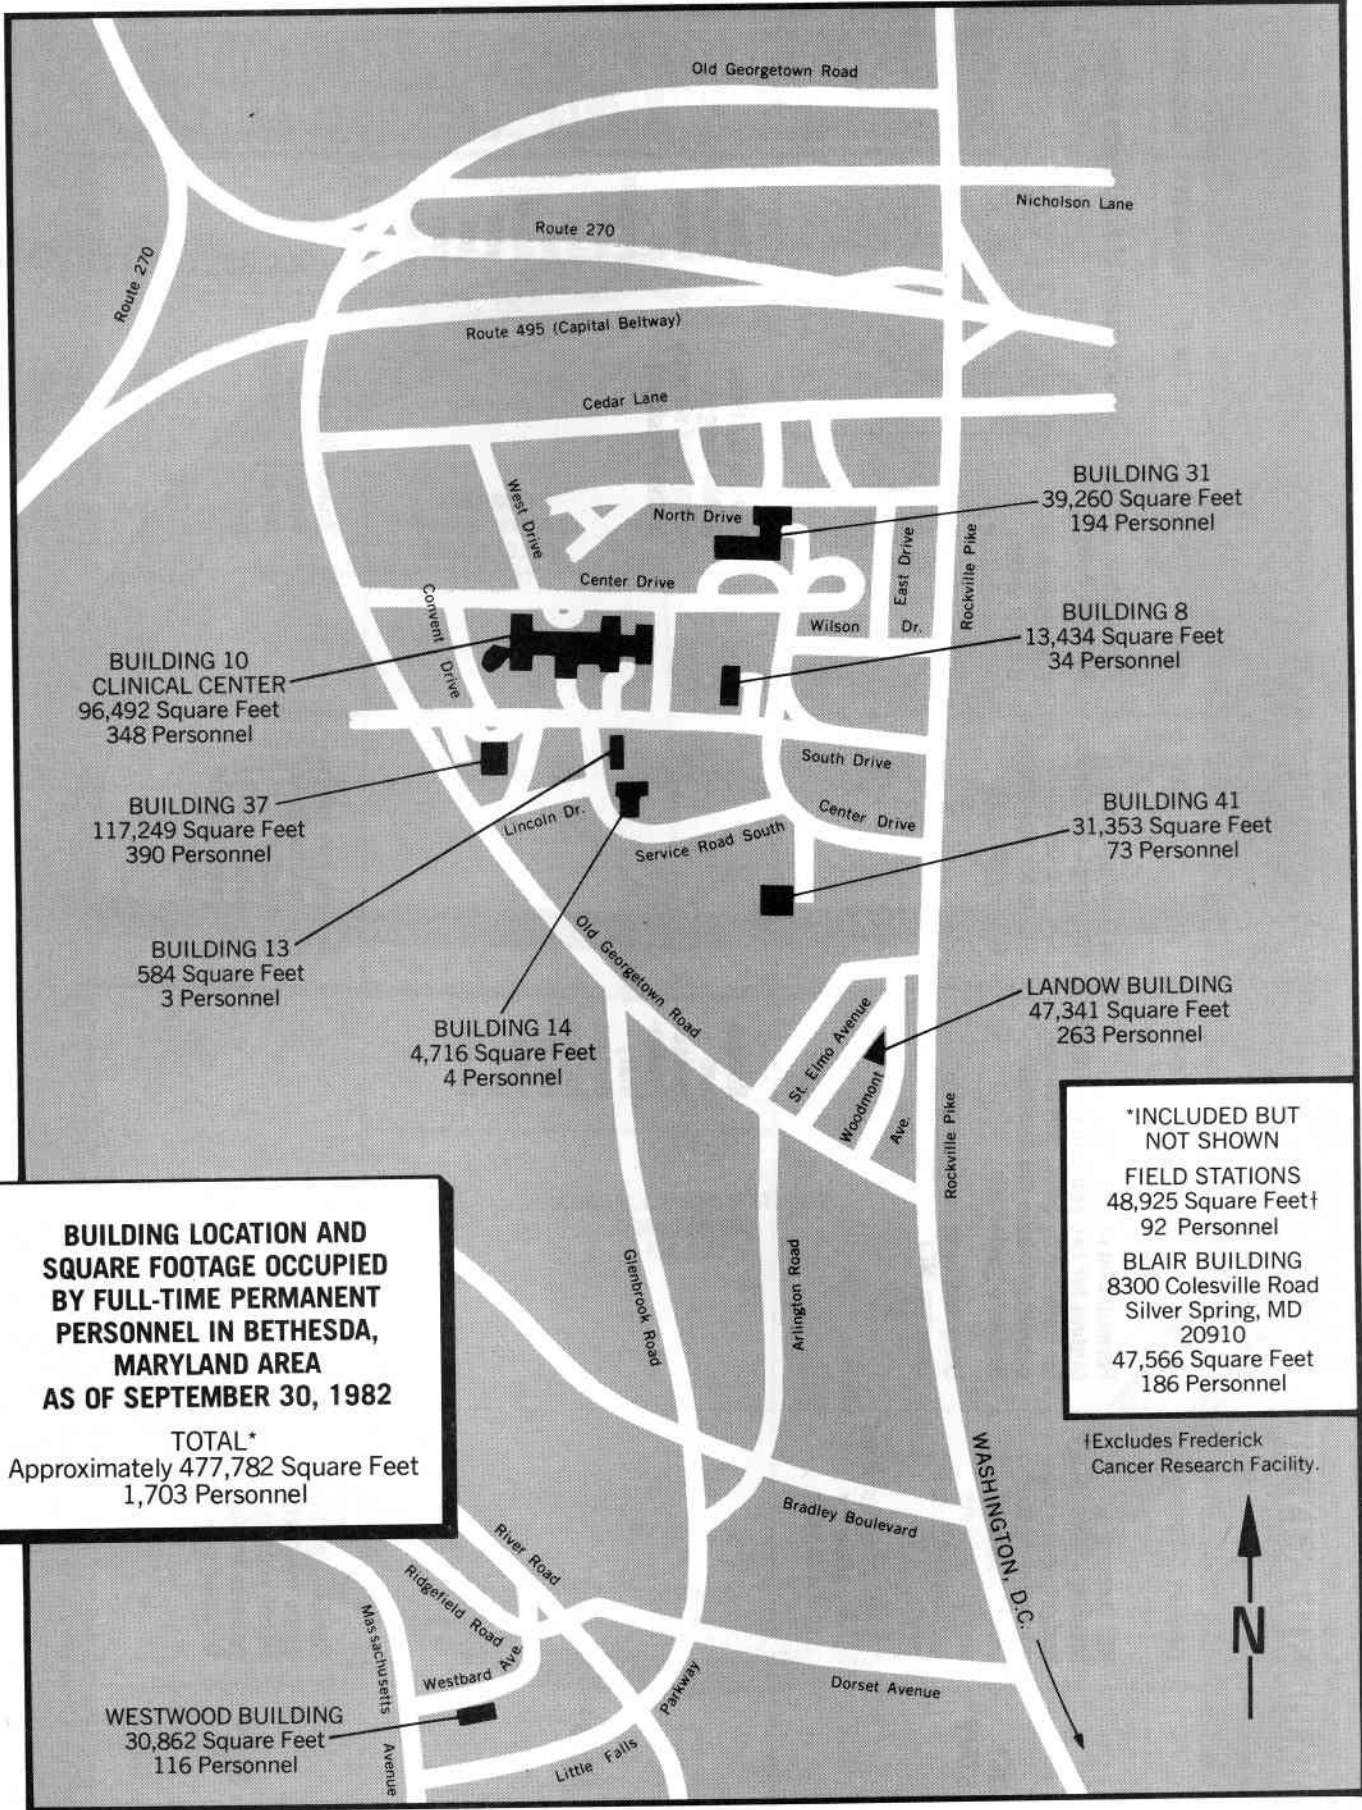 Old Georgetown Road
Nicholson Lane
Route 270
Route 270
Route 495 (Capital Beltway)
Cedar Lane
West Drive
North Drive
East Drive
Rockville Pike
BUILDING 31
39,260 Square Feet
194 Personnel
Center Drive
Convent Drive
Wilson Dr.
BUILDING 8
13,434 Square Feet
34 Personnel
BUILDING 10
CLINICAL CENTER
96,492 Square Feet
348 Personnel
South Drive
BUILDING 37
117,249 Square Feet
390 Personnel
Lincoln Dr.
Service Road South
Center Drive
BUILDING 41
31,353 Square Feet
73 Personnel
BUILDING 13
584 Square Feet
3 Personnel
Old Georgetown Road
BUILDING 14
4,716 Square Feet
4 Personnel
St. Elmo Avenue
Woodmont Ave.
LANDOW BUILDING
47,341 Square Feet
263 Personnel
Rockville Pike
*INCLUDED BUT
NOT SHOWN
FIELD STATIONS
48,925 Square Feet†
92 Personnel
BLAIR BUILDING
8300 Colesville Road
Silver Spring, MD
20910
47,566 Square Feet
186 Personnel
†Excludes Frederick
Cancer Research Facility.
BUILDING LOCATION AND
SQUARE FOOTAGE OCCUPIED
BY FULL-TIME PERMANENT
PERSONNEL IN BETHESDA,
MARYLAND AREA
AS OF SEPTEMBER 30, 1982
TOTAL*
Approximately 477,782 Square Feet
1,703 Personnel
Glenbrook Road
Arlington Road
Bradley Boulevard
WASHINGTON, D.C.
N
River Road
Ridgefield Road
Massachusetts Avenue
Westbard Ave.
Dorset Avenue
Little Falls Parkway
WESTWOOD BUILDING
30,862 Square Feet
116 Personnel